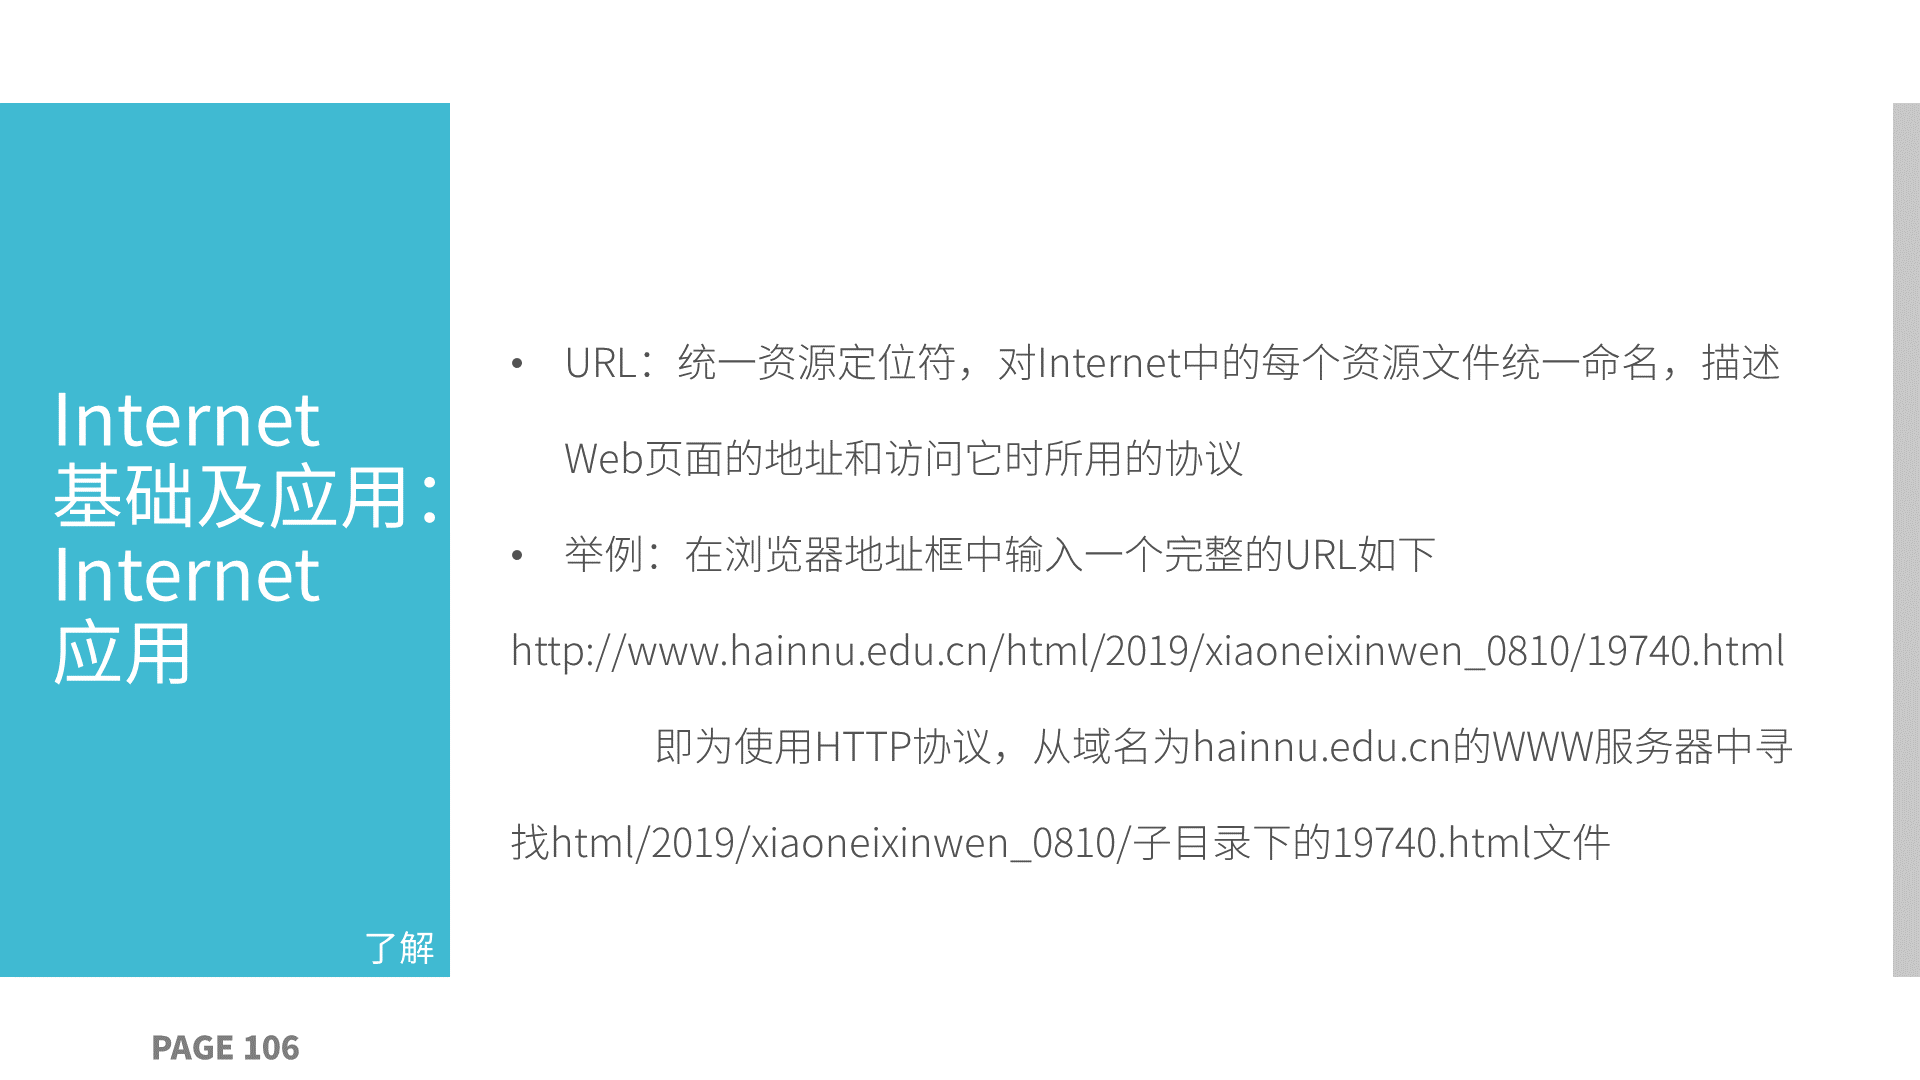 Internet
基础及应用：
Internet
应用
了解
• URL：统一资源定位符，对Internet中的每个资源文件统一命名，描述
Web页面的地址和访问它时所用的协议
• 举例：在浏览器地址框中输入一个完整的URL如下
http://www.hainnu.edu.cn/html/2019/xiaoneixinwen_0810/19740.html
即为使用HTTP协议，从域名为hainnu.edu.cn的WWW服务器中寻
找html/2019/xiaoneixinwen_0810/子目录下的19740.html文件
PAGE 106